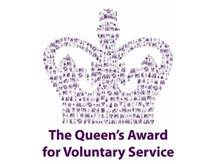 The Queen's Award
for Voluntary Service